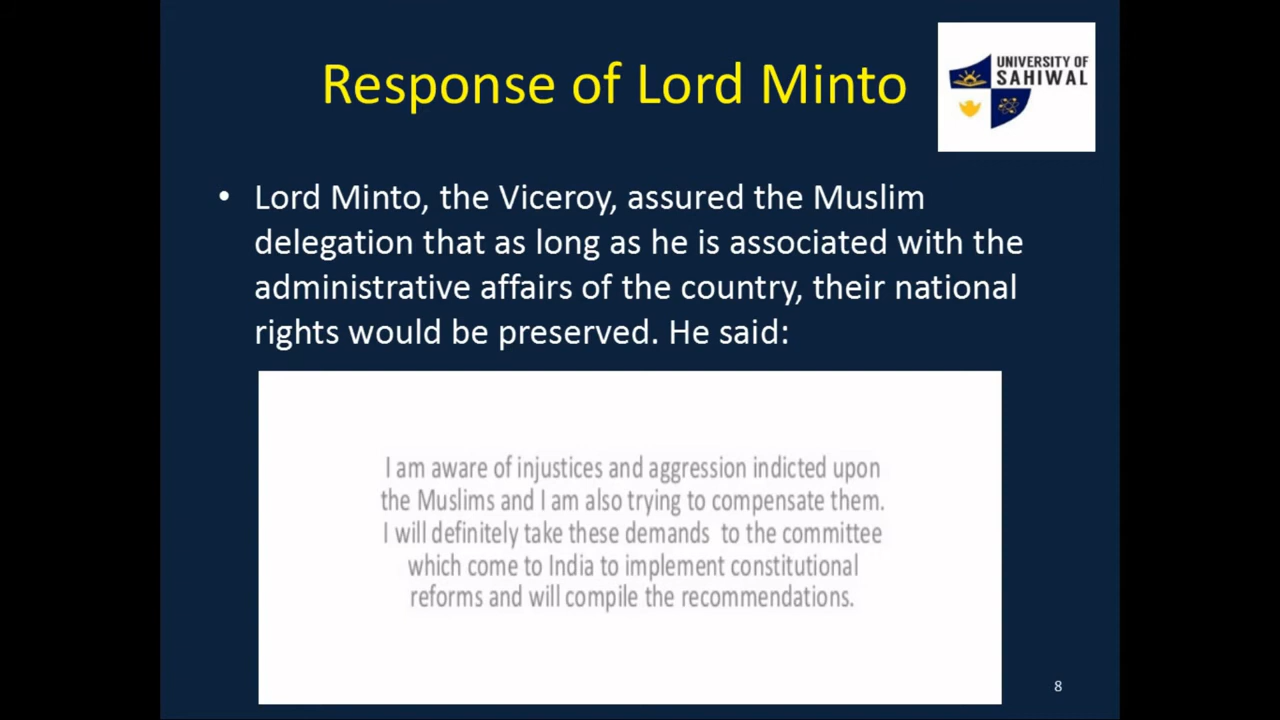 Response of Lord Minto
UNIVERSITY OF
SAHIWAL
• Lord Minto, the Viceroy, assured the Muslim
delegation that as long as he is associated with the
administrative affairs of the country, their national
rights would be preserved. He said:
I am aware of injustices and aggression indicted upon
the Muslims and I am also trying to compensate them.
I will definitely take these demands to the committee
which come to India to implement constitutional
reforms and will compile the recommendations.
8